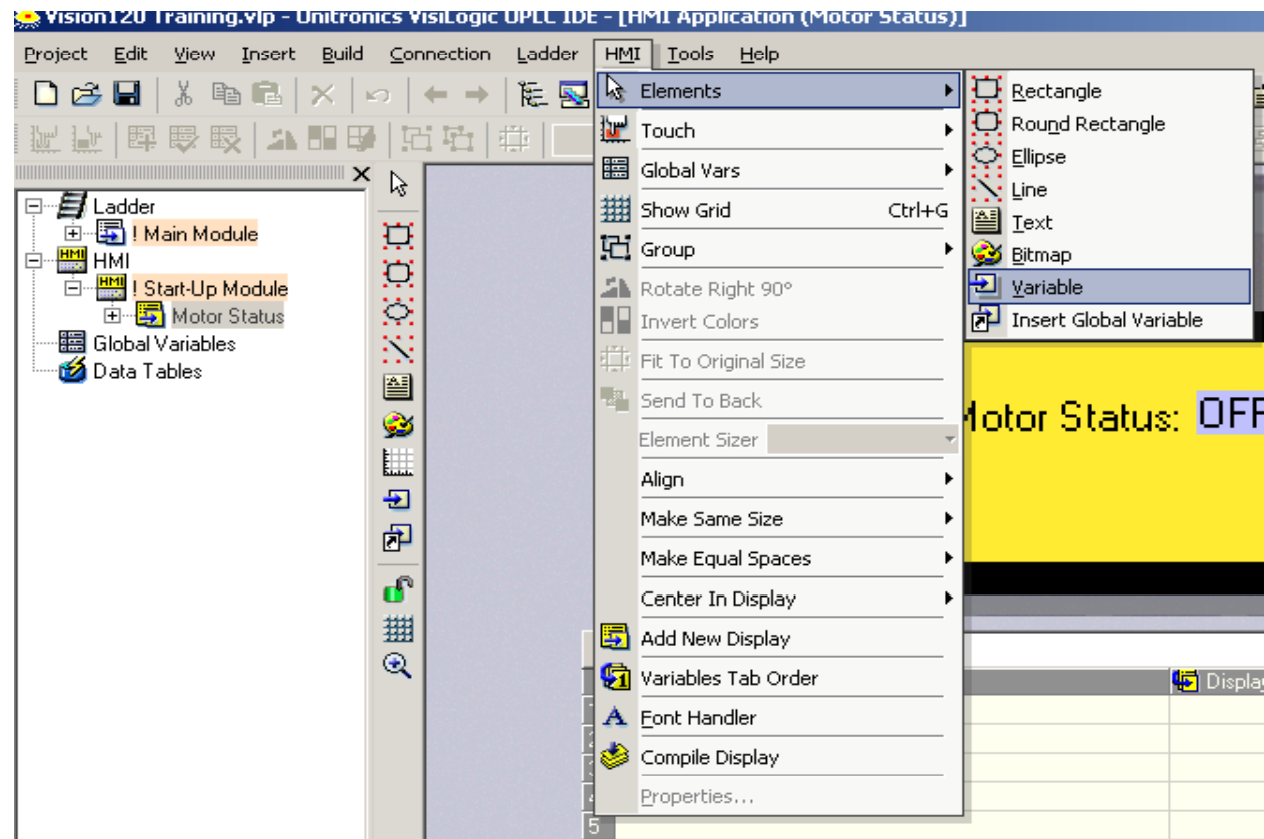 Vision120 Training.vlp - Unitronics VisiLogic UPLC IDE - [HMI Application (Motor Status)]
Project Edit View Insert Build Connection Ladder HMI Tools Help
Elements
Touch
Global Vars
Show Grid Ctrl+G
Group
Rotate Right 90°
Invert Colors
Fit To Original Size
Send To Back
Element Sizer
Align
Make Same Size
Make Equal Spaces
Center In Display
Add New Display
Variables Tab Order
Font Handler
Compile Display
Properties...
Rectangle
Round Rectangle
Ellipse
Line
Text
Bitmap
Variable
Insert Global Variable
Ladder
! Main Module
HMI
HMI
! Start-Up Module
HMI
Motor Status
Global Variables
Data Tables
Motor Status: OFF
Display
5